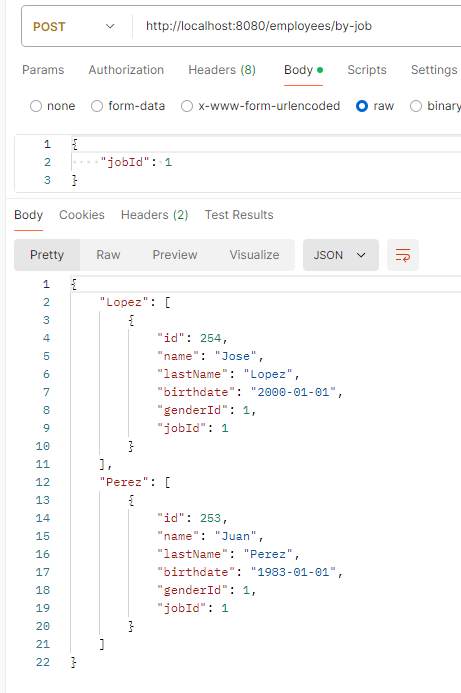 POST http://localhost:8080/employees/by-job
Params Authorization Headers (8) Body Scripts Settings
none form-data x-www-form-urlencoded raw binary
1 {
2 ····"jobId":·1
3 }
Body Cookies Headers (2) Test Results
Pretty Raw Preview Visualize JSON
1 {
2 "Lopez": [
3 {
4 "id": 254,
5 "name": "Jose",
6 "lastName": "Lopez",
7 "birthdate": "2000-01-01",
8 "genderId": 1,
9 "jobId": 1
10 }
11 ],
12 "Perez": [
13 {
14 "id": 253,
15 "name": "Juan",
16 "lastName": "Perez",
17 "birthdate": "1983-01-01",
18 "genderId": 1,
19 "jobId": 1
20 }
21 ]
22 }